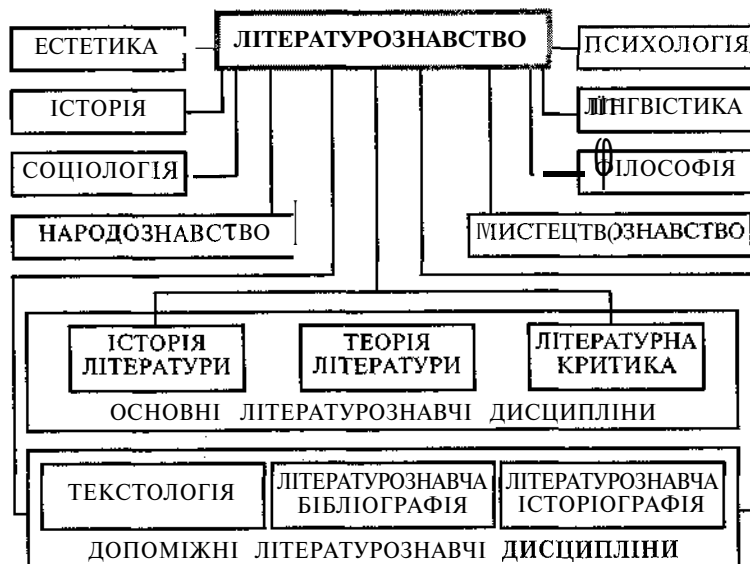 ЛІТЕРАТУРОЗНАВСТВО
ЕСТЕТИКА
ПСИХОЛОГІЯ
ІСТОРІЯ
ЛІНГВІСТИКА
СОЦІОЛОГІЯ
ФІЛОСОФІЯ
НАРОДОЗНАВСТВО
МИСТЕЦТВОЗНАВСТВО
ІСТОРІЯ
ЛІТЕРАТУРИ
ТЕОРІЯ
ЛІТЕРАТУРИ
ЛІТЕРАТУРНА
КРИТИКА
ОСНОВНІ ЛІТЕРАТУРОЗНАВЧІ ДИСЦИПЛІНИ
ТЕКСТОЛОГІЯ
ЛІТЕРАТУРОЗНАВЧА
БІБЛІОГРАФІЯ
ЛІТЕРАТУРОЗНАВЧА
ІСТОРІОГРАФІЯ
ДОПОМІЖНІ ЛІТЕРАТУРОЗНАВЧІ ДИСЦИПЛІНИ